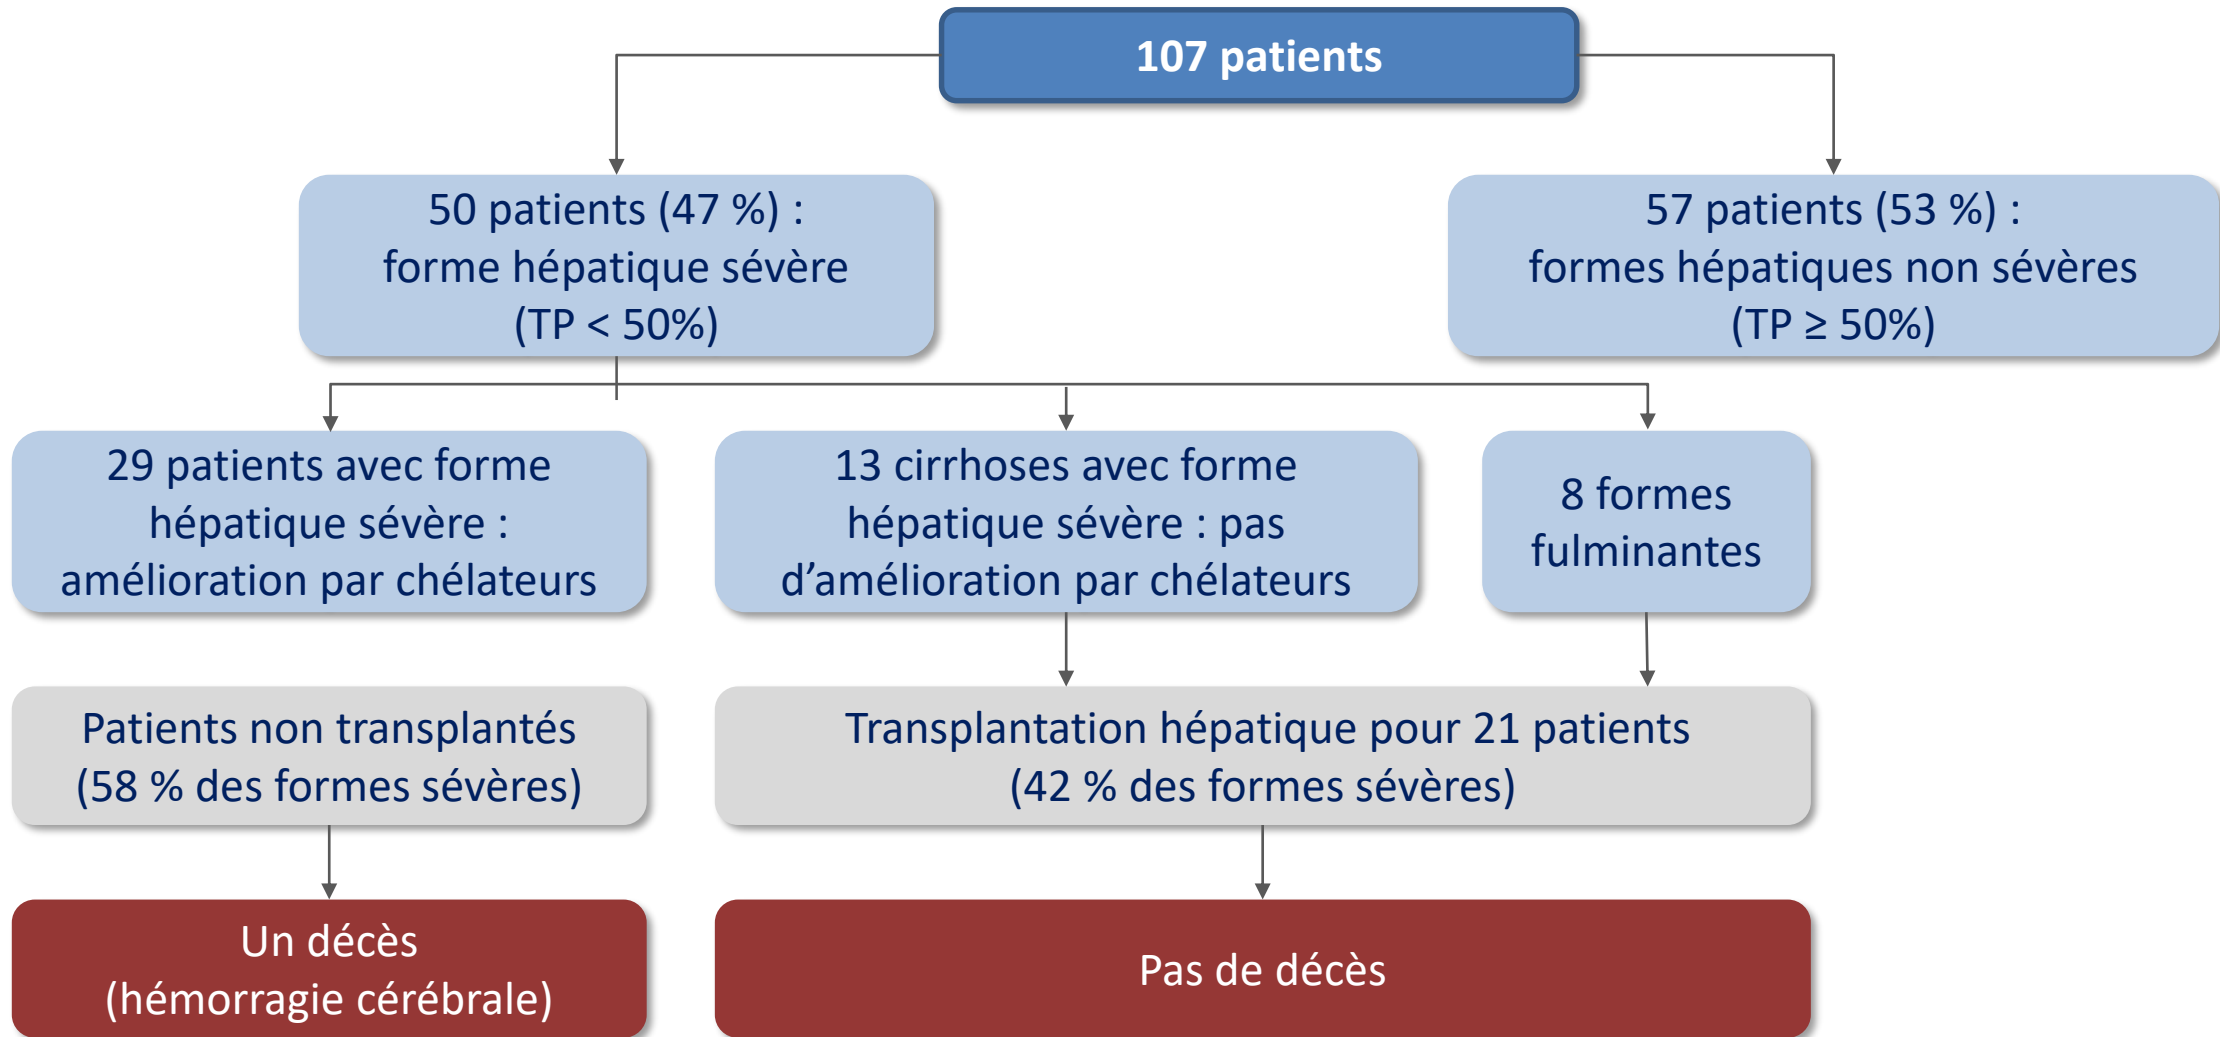 107 patients
50 patients (47 %) :
forme hépatique sévère
(TP < 50%)
57 patients (53 %) :
formes hépatiques non sévères
(TP ≥ 50%)
29 patients avec forme
hépatique sévère :
amélioration par chélateurs
13 cirrhoses avec forme
hépatique sévère : pas
d’amélioration par chélateurs
8 formes
fulminantes
Patients non transplantés
(58 % des formes sévères)
Transplantation hépatique pour 21 patients
(42 % des formes sévères)
Un décès
(hémorragie cérébrale)
Pas de décès